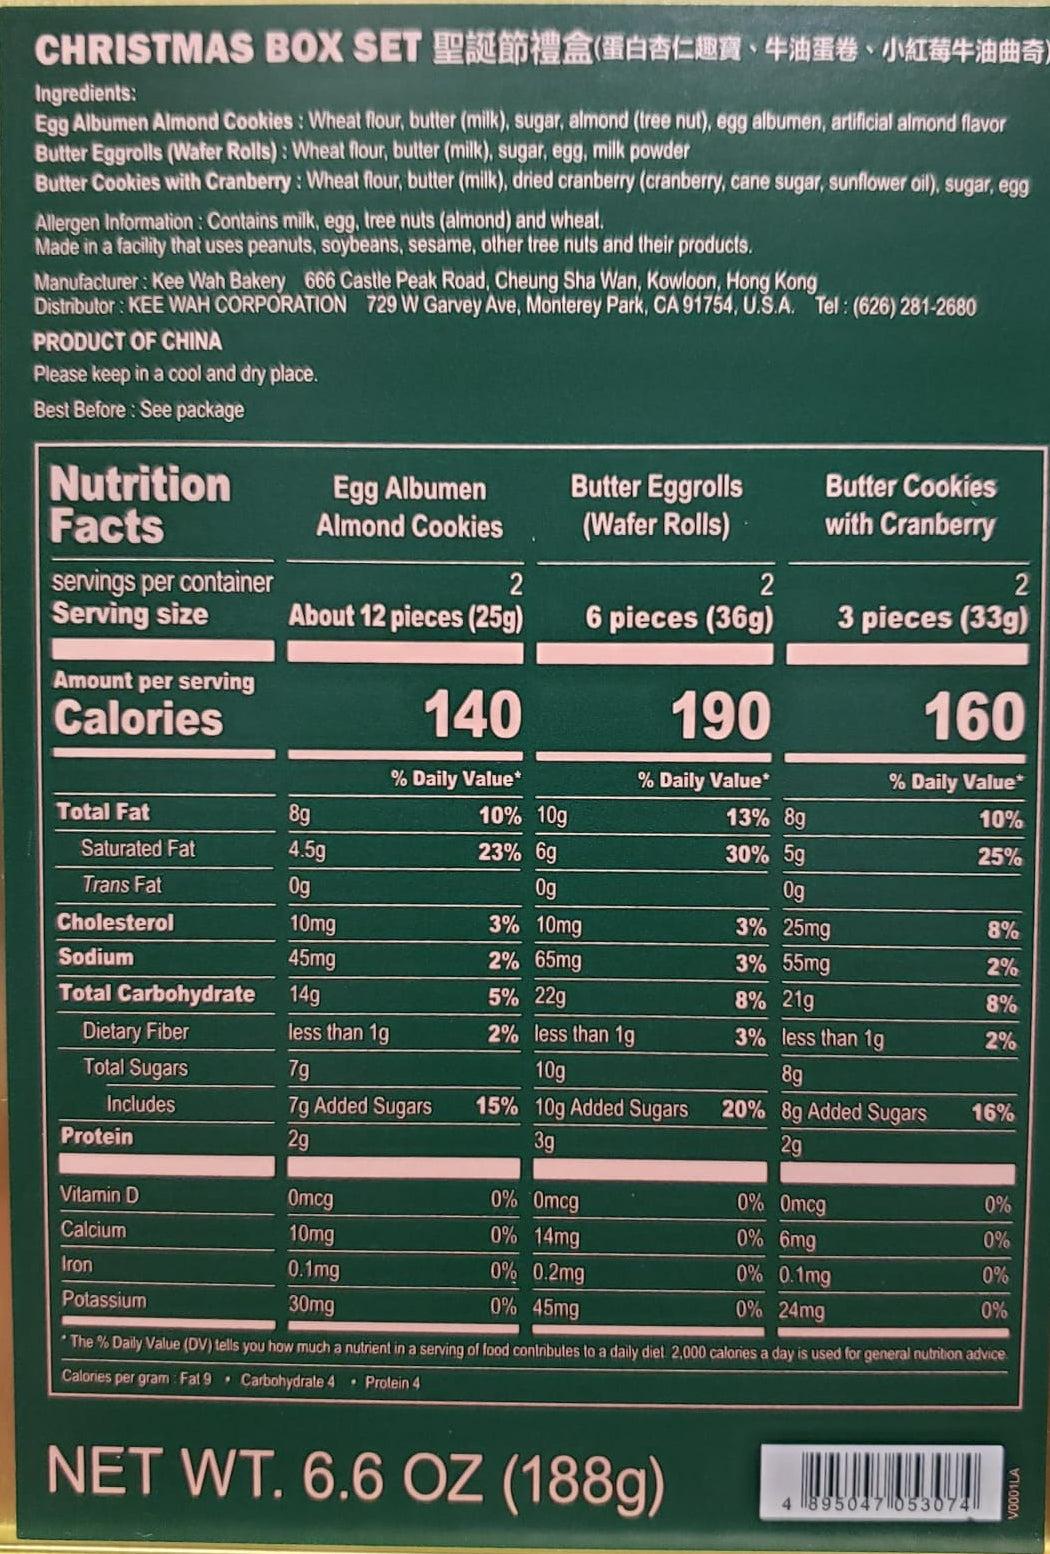 CHRISTMAS BOX SET 聖誕節禮盒(蛋白杏仁趣寶、牛油蛋卷、小紅莓牛油曲奇)
Ingredients:
Egg Albumen Almond Cookies : Wheat flour, butter (milk), sugar, almond (tree nut), egg albumen, artificial almond flavor
Butter Eggrolls (Wafer Rolls) : Wheat flour, butter (milk), sugar, egg, milk powder
Butter Cookies with Cranberry : Wheat flour, butter (milk), dried cranberry (cranberry, cane sugar, sunflower oil), sugar, egg
Allergen Information : Contains milk, egg, tree nuts (almond) and wheat.
Made in a facility that uses peanuts, soybeans, sesame, other tree nuts and their products.
Manufacturer : Kee Wah Bakery 666 Castle Peak Road, Cheung Sha Wan, Kowloon, Hong Kong
Distributor : KEE WAH CORPORATION 729 W Garvey Ave, Monterey Park, CA 91754, U.S.A. Tel : (626) 281-2680
PRODUCT OF CHINA
Please keep in a cool and dry place.
Best Before : See package
Nutrition Egg Albumen Butter Eggrolls Butter Cookies
Facts Almond Cookies (Wafer Rolls) with Cranberry
servings per container 2 2 2
Serving size About 12 pieces (25g) 6 pieces (36g) 3 pieces (33g)
Amount per serving
Calories 140 190 160
% Daily Value* % Daily Value* % Daily Value*
Total Fat 8g 10% 10g 13% 8g 10%
Saturated Fat 4.5g 23% 6g 30% 5g 25%
Trans Fat 0g 0g 0g
Cholesterol 10mg 3% 10mg 3% 25mg 8%
Sodium 45mg 2% 65mg 3% 55mg 2%
Total Carbohydrate 14g 5% 22g 8% 21g 8%
Dietary Fiber less than 1g 2% less than 1g 3% less than 1g 2%
Total Sugars 7g 10g 8g
Includes 7g Added Sugars 15% 10g Added Sugars 20% 8g Added Sugars 16%
Protein 2g 3g 2g
Vitamin D 0mcg 0% 0mcg 0% 0mcg 0%
Calcium 10mg 0% 14mg 0% 6mg 0%
Iron 0.1mg 0% 0.2mg 0% 0.1mg 0%
Potassium 30mg 0% 45mg 0% 24mg 0%
* The % Daily Value (DV) tells you how much a nutrient in a serving of food contributes to a daily diet. 2,000 calories a day is used for general nutrition advice.
Calories per gram : Fat 9 • Carbohydrate 4 • Protein 4
NET WT. 6.6 OZ (188g)
4 895047 053074
V0001LA